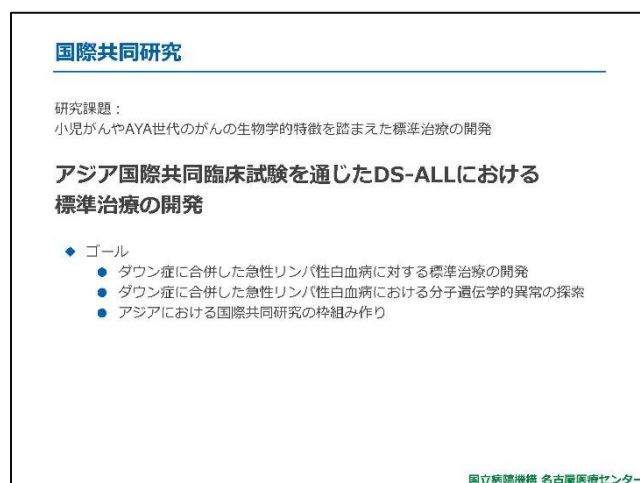 国際共同研究
研究課題：
小児がんやAYA世代のがんの生物学的特徴を踏まえた標準治療の開発
アジア国際共同臨床試験を通じたDS-ALLにおける
標準治療の開発
◆ ゴール
● ダウン症に合併した急性リンパ性白血病に対する標準治療の開発
● ダウン症に合併した急性リンパ性白血病における分子遺伝学的異常の探索
● アジアにおける国際共同研究の枠組み作り
国立病院機構 名古屋医療センター